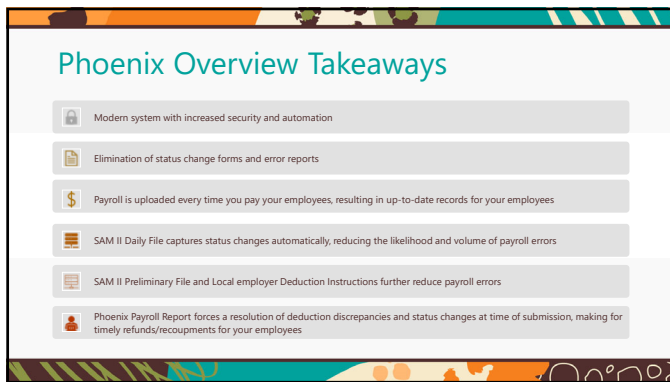 Phoenix Overview Takeaways
Modern system with increased security and automation
Elimination of status change forms and error reports
$
Payroll is uploaded every time you pay your employees, resulting in up-to-date records for your employees
SAM II Daily File captures status changes automatically, reducing the likelihood and volume of payroll errors
SAM II Preliminary File and Local employer Deduction Instructions further reduce payroll errors
Phoenix Payroll Report forces a resolution of deduction discrepancies and status changes at time of submission, making for
timely refunds/recoupments for your employees